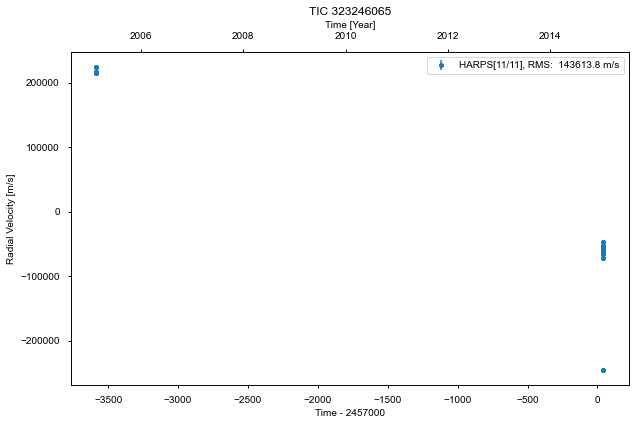 TIC 323246065
Time [Year]
2006 2008 2010 2012 2014
HARPS[11/11], RMS:  143613.8 m/s
Radial Velocity [m/s]
200000
100000
0
−100000
−200000
−3500 −3000 −2500 −2000 −1500 −1000 −500 0
Time - 2457000